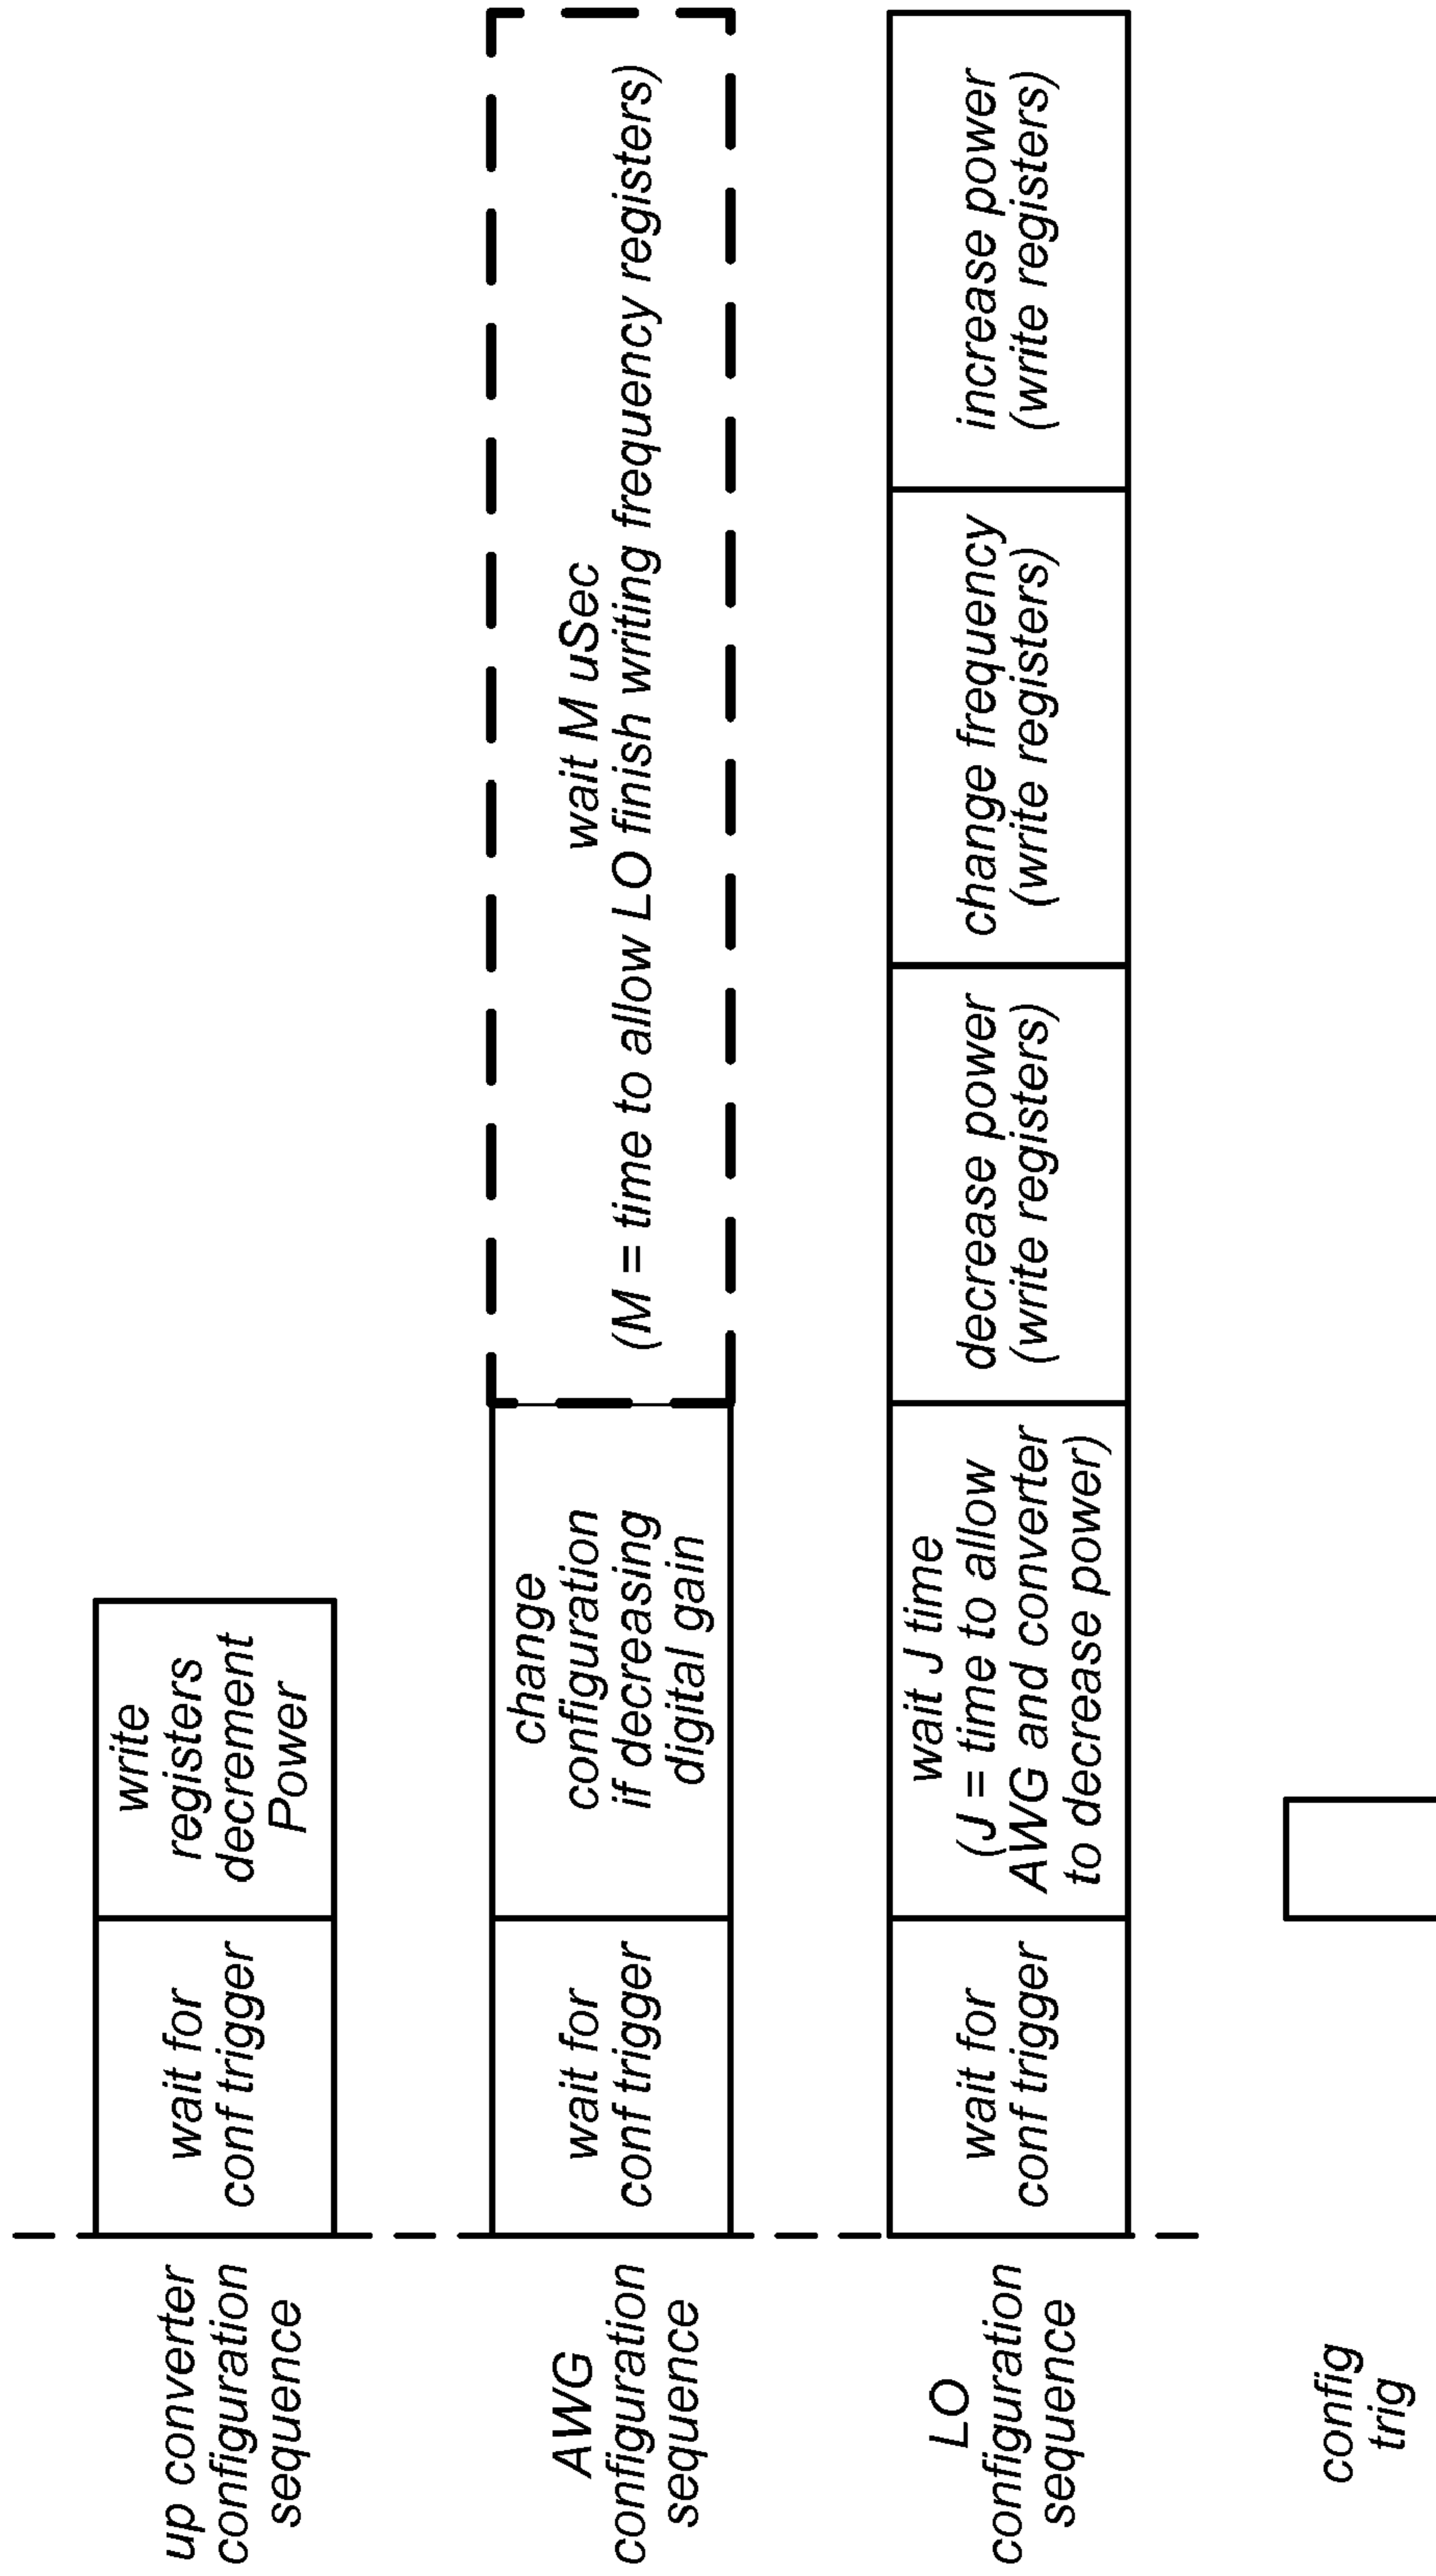 up converter
configuration
sequence
wait for
conf trigger
write
registers
decrement
Power
AWG
configuration
sequence
wait for
conf trigger
change
configuration
if decreasing
digital gain
wait M uSec
(M = time to allow LO finish writing frequency registers)
LO
configuration
sequence
wait for
conf trigger
wait J time
(J = time to allow
AWG and converter
to decrease power)
decrease power
(write registers)
change frequency
(write registers)
increase power
(write registers)
config
trig